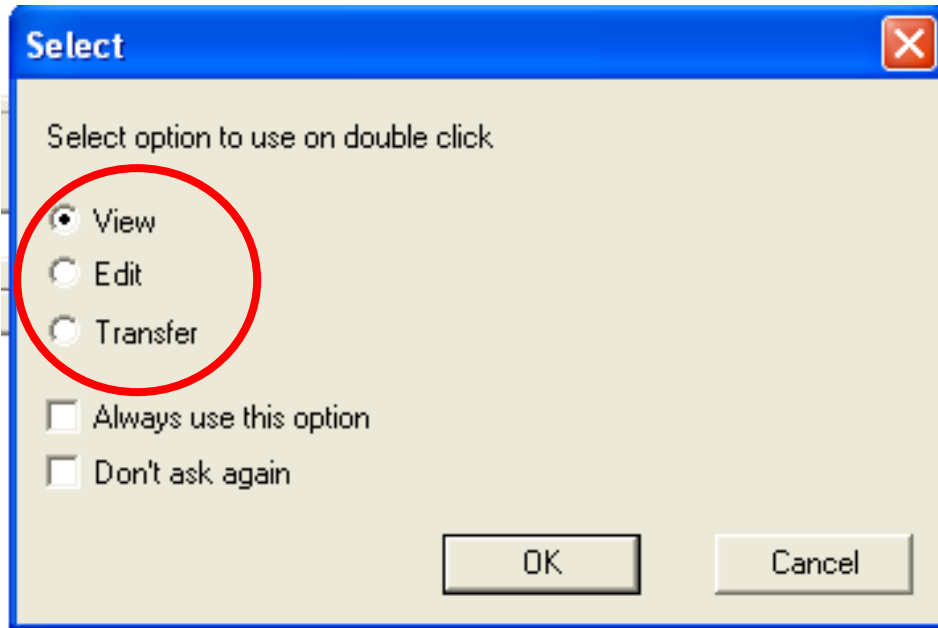 Select
Select option to use on double click
View
Edit
Transfer
Always use this option
Don't ask again
OK
Cancel